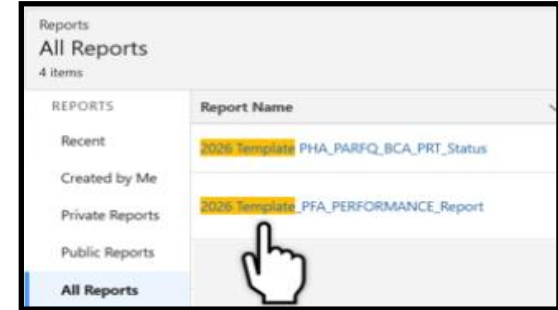 Reports
All Reports
4 items
REPORTS
Report Name
Recent
2026 Template PHA_PARFQ_BCA_PRT_Status
Created by Me
Private Reports
2026 Template_PFA_PERFORMANCE_Report
Public Reports
All Reports